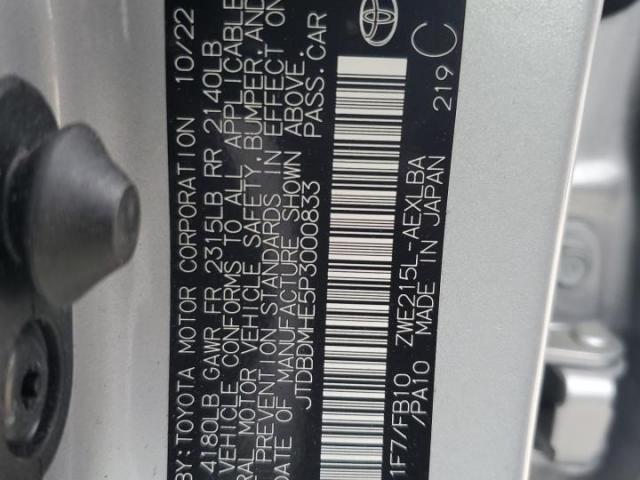 BY:TOYOTA MOTOR CORPORATION 10/22
4180LB GAWR FR 2315LB RR 2140LB
VEHICLE CONFORMS TO ALL APPLICABLE
ERAL MOTOR VEHICLE SAFETY, BUMPER, AND
T PREVENTION STANDARDS IN EFFECT ON
DATE OF MANUFACTURE SHOWN ABOVE.
JTDBDMHE5P3000833 PASS. CAR
1F7/FB10 ZWE215L-AEXLBA 219 C
/PA10 MADE IN JAPAN